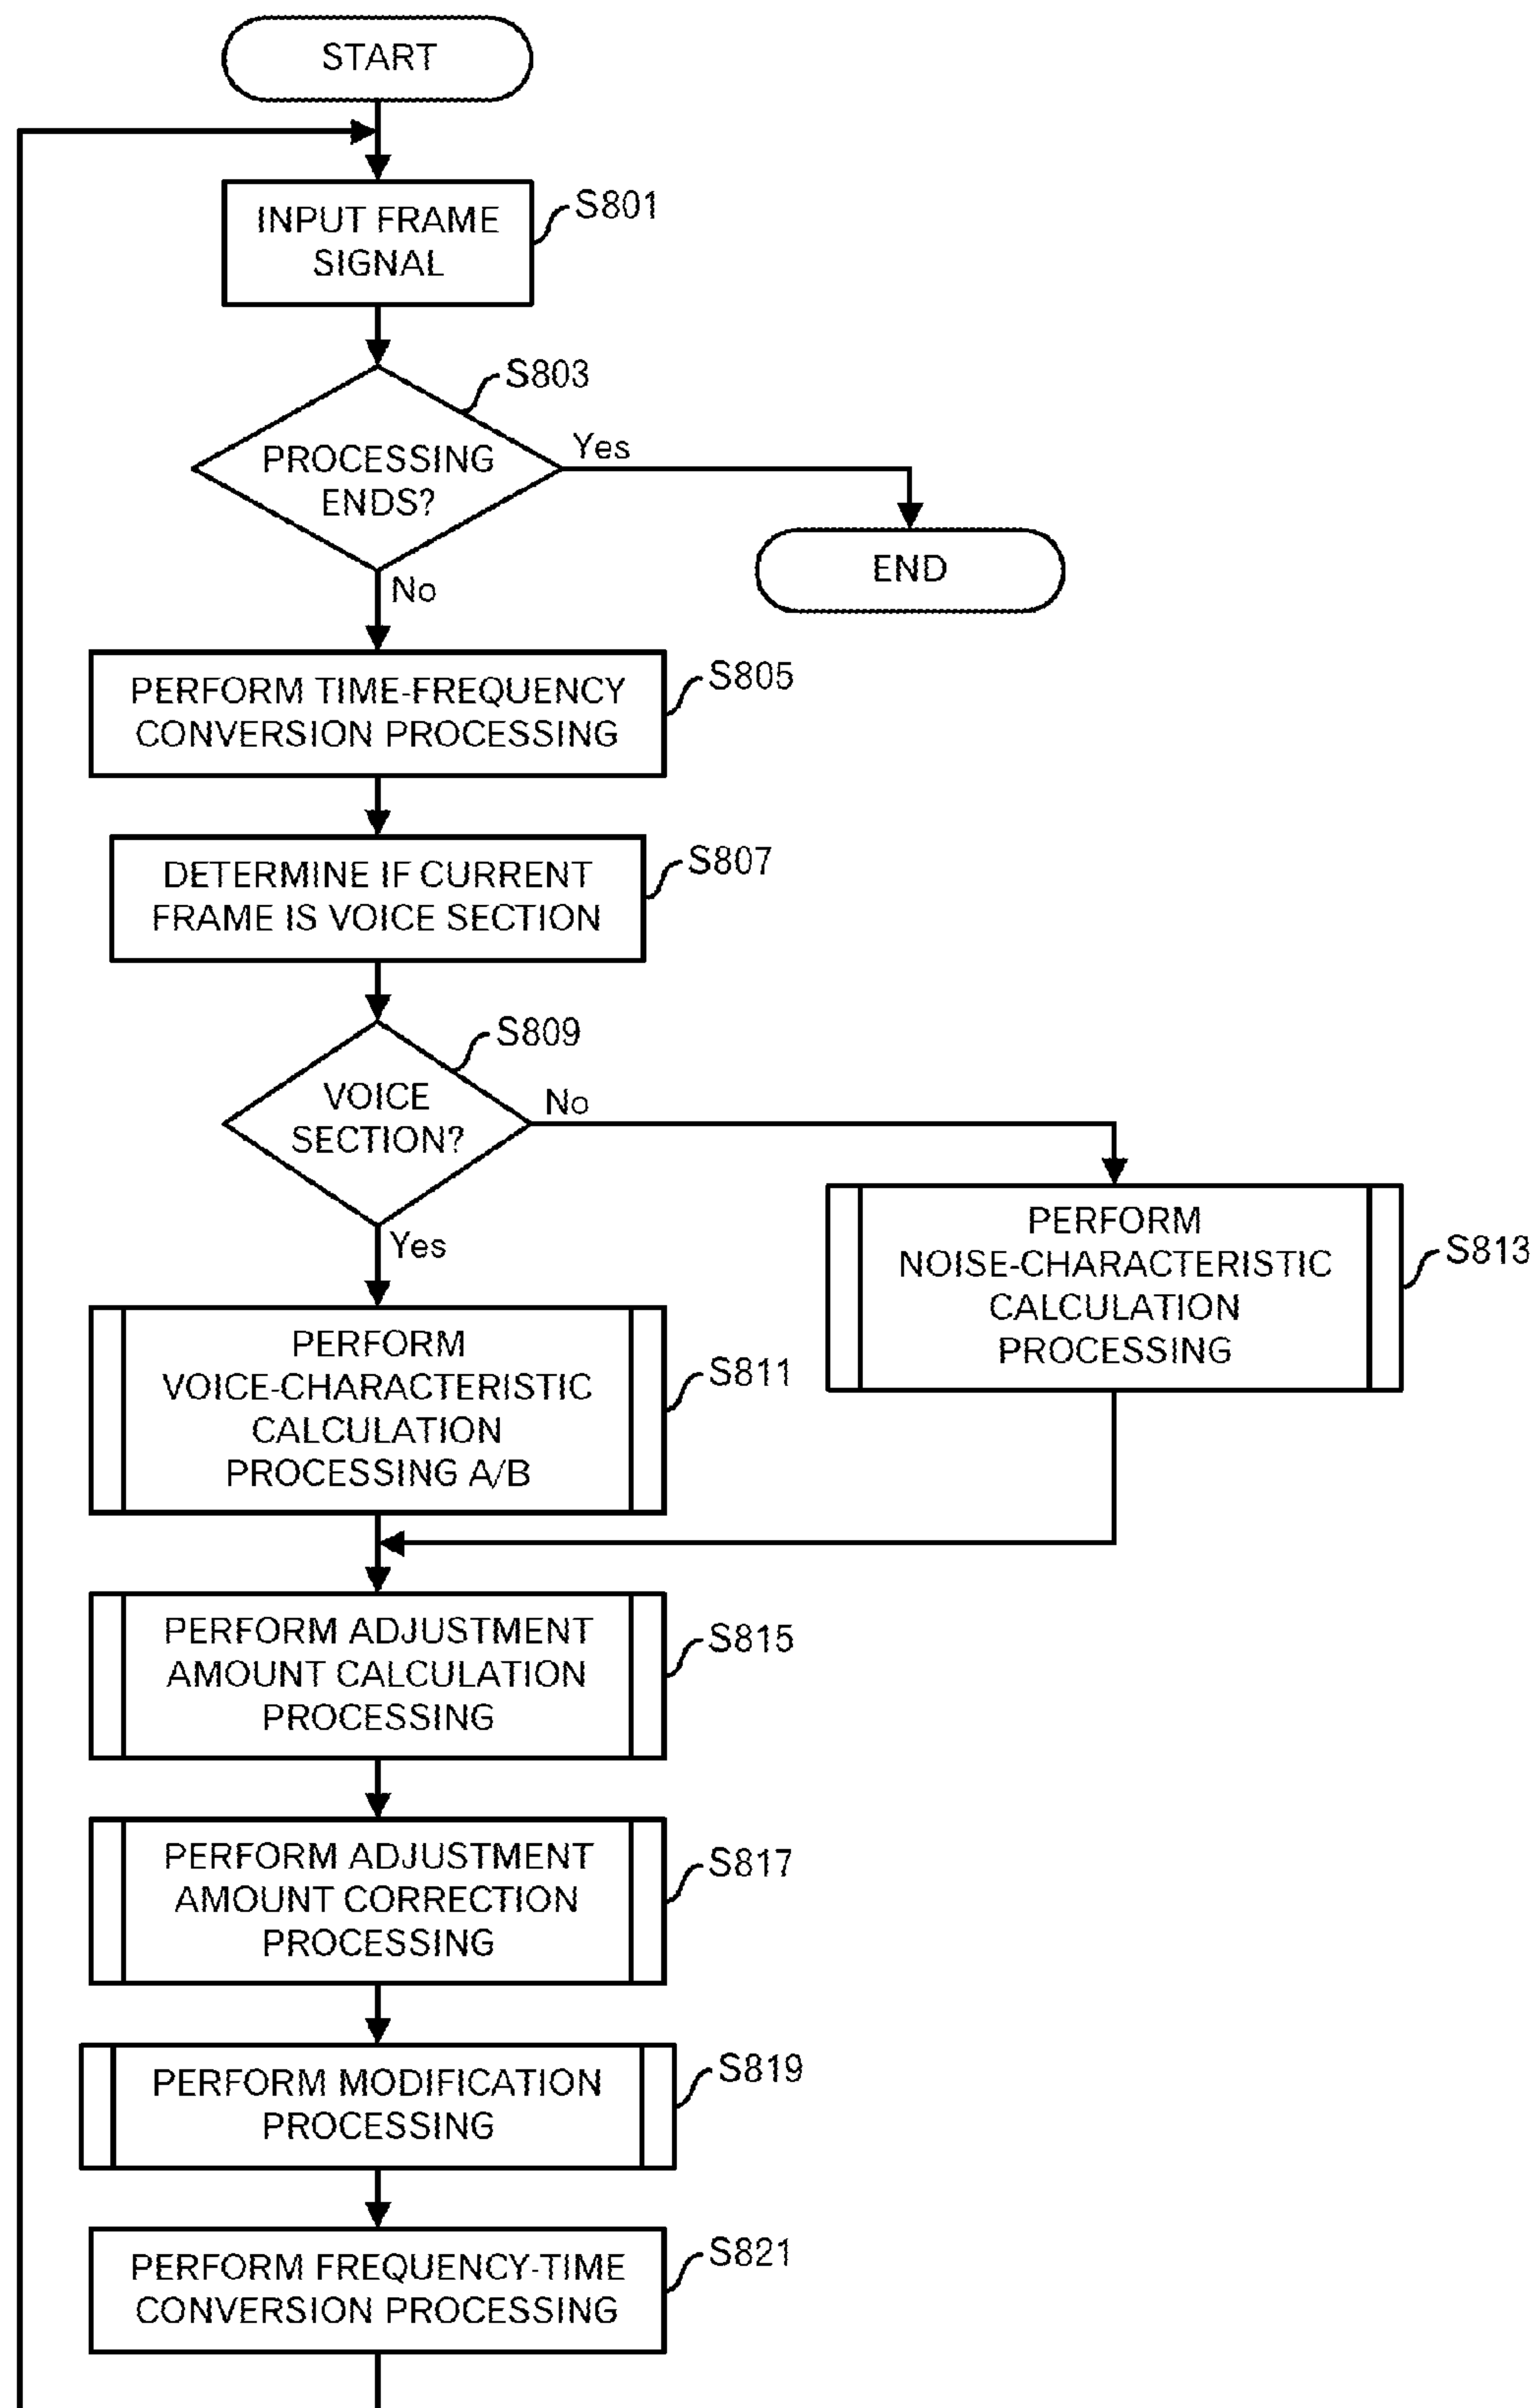 START
INPUT FRAME
SIGNAL
S801
S803
PROCESSING
ENDS?
Yes
END
No
PERFORM TIME-FREQUENCY
CONVERSION PROCESSING
S805
DETERMINE IF CURRENT
FRAME IS VOICE SECTION
S807
S809
VOICE
SECTION?
No
Yes
PERFORM
NOISE-CHARACTERISTIC
CALCULATION
PROCESSING
S813
PERFORM
VOICE-CHARACTERISTIC
CALCULATION
PROCESSING A/B
S811
PERFORM ADJUSTMENT
AMOUNT CALCULATION
PROCESSING
S815
PERFORM ADJUSTMENT
AMOUNT CORRECTION
PROCESSING
S817
PERFORM MODIFICATION
PROCESSING
S819
PERFORM FREQUENCY-TIME
CONVERSION PROCESSING
S821